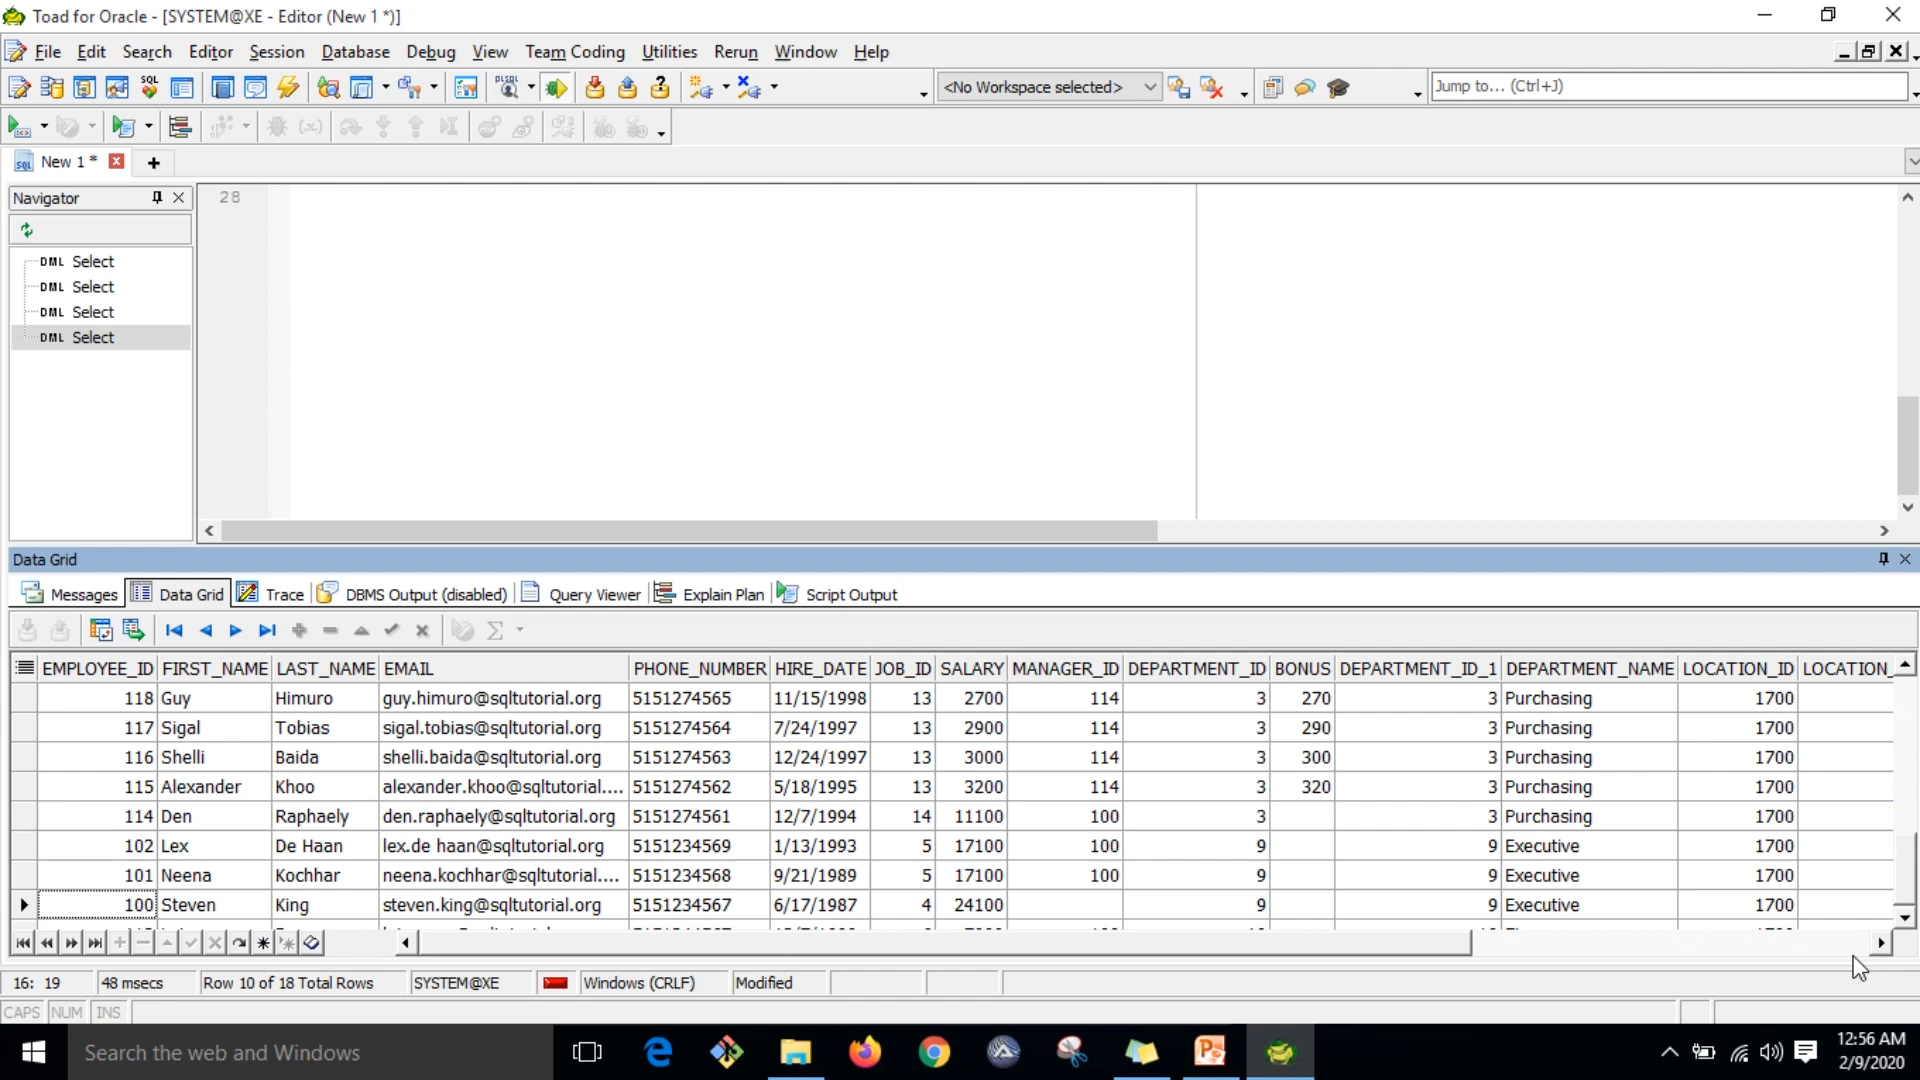 Toad for Oracle - [SYSTEM@XE - Editor (New 1 *)]
File Edit Search Editor Session Database Debug View Team Coding Utilities Rerun Window Help
SQL PLSQL <No Workspace selected> Jump to... (Ctrl+J)
SQL New 1 * +
Navigator
28
DML Select
DML Select
DML Select
DML Select
Data Grid
Messages Data Grid Trace DBMS Output (disabled) Query Viewer Explain Plan Script Output
EMPLOYEE_ID FIRST_NAME LAST_NAME EMAIL PHONE_NUMBER HIRE_DATE JOB_ID SALARY MANAGER_ID DEPARTMENT_ID BONUS DEPARTMENT_ID_1 DEPARTMENT_NAME LOCATION_ID LOCATION_
118 Guy Himuro guy.himuro@sqltutorial.org 5151274565 11/15/1998 13 2700 114 3 270 3 Purchasing 1700
117 Sigal Tobias sigal.tobias@sqltutorial.org 5151274564 7/24/1997 13 2900 114 3 290 3 Purchasing 1700
116 Shelli Baida shelli.baida@sqltutorial.org 5151274563 12/24/1997 13 3000 114 3 300 3 Purchasing 1700
115 Alexander Khoo alexander.khoo@sqltutorial.... 5151274562 5/18/1995 13 3200 114 3 320 3 Purchasing 1700
114 Den Raphaely den.raphaely@sqltutorial.org 5151274561 12/7/1994 14 11100 100 3 3 Purchasing 1700
102 Lex De Haan lex.de haan@sqltutorial.org 5151234569 1/13/1993 5 17100 100 9 9 Executive 1700
101 Neena Kochhar neena.kochhar@sqltutorial.... 5151234568 9/21/1989 5 17100 100 9 9 Executive 1700
100 Steven King steven.king@sqltutorial.org 5151234567 6/17/1987 4 24100 9 9 Executive 1700
16: 19 48 msecs Row 10 of 18 Total Rows SYSTEM@XE Windows (CRLF) Modified
CAPS NUM INS
Search the web and Windows
12:56 AM
2/9/2020